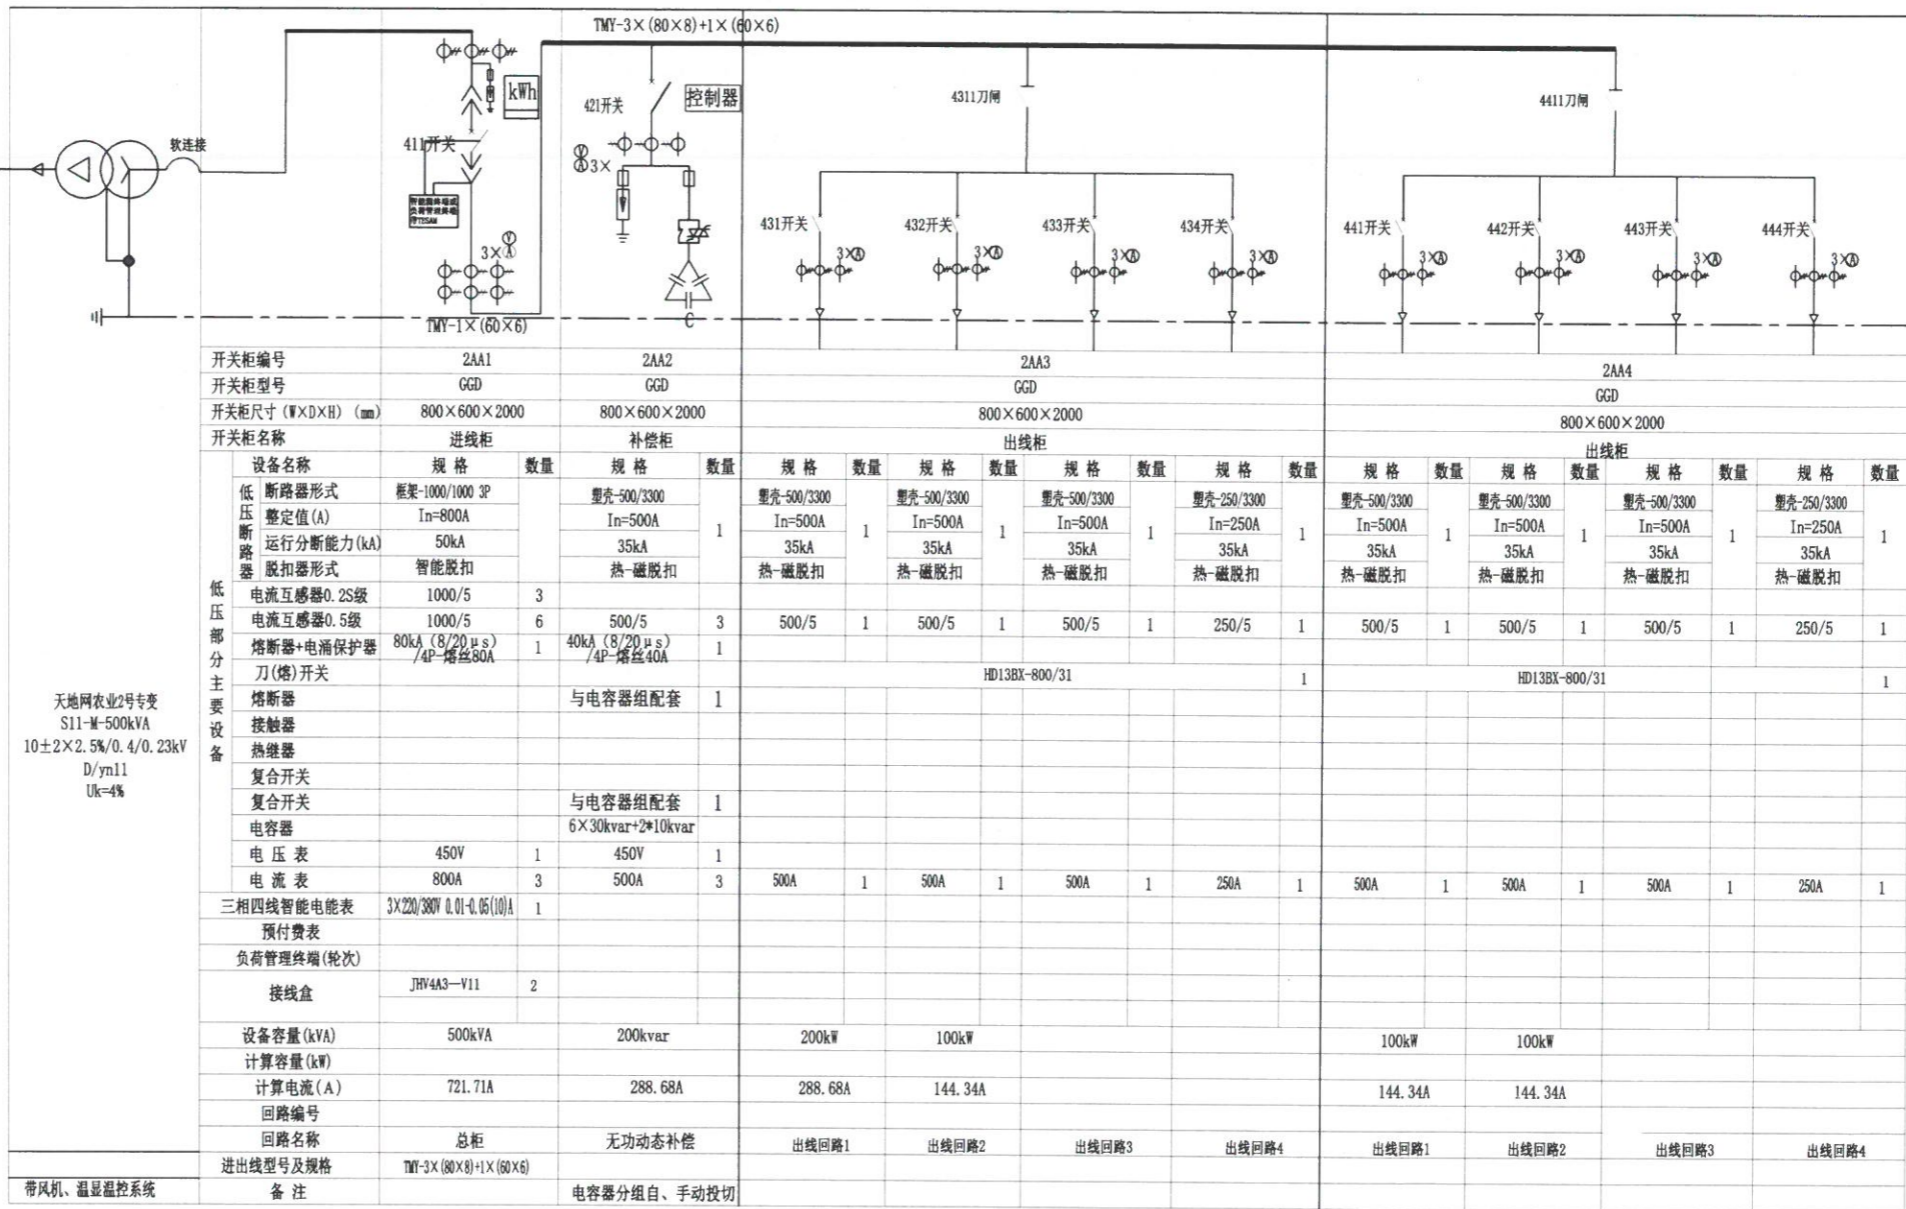 TMY-3×(80×8)+1×(60×6)
kWh
421开关
控制器
4311刀闸
4411刀闸
软连接
411开关
3×
V
A
3×
V
A
431开关
3×A
432开关
3×A
433开关
3×A
434开关
3×A
441开关
3×A
442开关
3×A
443开关
3×A
444开关
3×A
C
TMY-1×(60×6)
开关柜编号 2AA1 2AA2 2AA3 2AA4
开关柜型号 GGD GGD GGD GGD
开关柜尺寸(W×D×H) (mm) 800×600×2000 800×600×2000 800×600×2000 800×600×2000
开关柜名称 进线柜 补偿柜 出线柜 出线柜
低压部分主要设备
设备名称 规 格 数量 规 格 数量 规 格 数量 规 格 数量 规 格 数量 规 格 数量 规 格 数量 规 格 数量 规 格 数量 规 格 数量
低压断路器
断路器形式 框架-1000/1000 3P 塑壳-500/3300 塑壳-500/3300 塑壳-500/3300 塑壳-500/3300 塑壳-250/3300 塑壳-500/3300 塑壳-500/3300 塑壳-500/3300 塑壳-250/3300
整定值(A) In=800A In=500A 1 In=500A 1 In=500A 1 In=500A 1 In=250A 1 In=500A 1 In=500A 1 In=500A 1 In=250A 1
运行分断能力(kA) 50kA 35kA 35kA 35kA 35kA 35kA 35kA 35kA 35kA 35kA
脱扣器形式 智能脱扣 热-磁脱扣 热-磁脱扣 热-磁脱扣 热-磁脱扣 热-磁脱扣 热-磁脱扣 热-磁脱扣 热-磁脱扣 热-磁脱扣
电流互感器0.2S级 1000/5 3
电流互感器0.5级 1000/5 6 500/5 3 500/5 1 500/5 1 500/5 1 250/5 1 500/5 1 500/5 1 500/5 1 250/5 1
熔断器+电涌保护器 80kA (8/20μs) /4P-熔丝80A 1 40kA (8/20μs) /4P-熔丝40A 1
刀(熔)开关 HD13BX-800/31 1 HD13BX-800/31 1
熔断器 与电容器组配套 1
接触器
热继器
复合开关
复合开关 与电容器组配套 1
电容器 6×30kvar+2*10kvar
电 压 表 450V 1 450V 1
电 流 表 800A 3 500A 3 500A 1 500A 1 500A 1 250A 1 500A 1 500A 1 500A 1 250A 1
三相四线智能电能表 3×220/380V 0.01-0.05(10)A 1
预付费表
负荷管理终端(轮次)
接线盒 JHV4A3—V11 2
设备容量(kVA) 500kVA 200kvar 200kW 100kW 100kW 100kW
计算容量(kW)
计算电流(A) 721.71A 288.68A 288.68A 144.34A 144.34A 144.34A
回路编号
回路名称 总柜 无功动态补偿 出线回路1 出线回路2 出线回路3 出线回路4 出线回路1 出线回路2 出线回路3 出线回路4
进出线型号及规格 TMY-3×(80×8)+1×(60×6)
备 注 电容器分组自、手动投切
天地网农业2号专变
S11-M-500kVA
10±2×2.5%/0.4/0.23kV
D/yn11
Uk=4%
带风机、温显温控系统